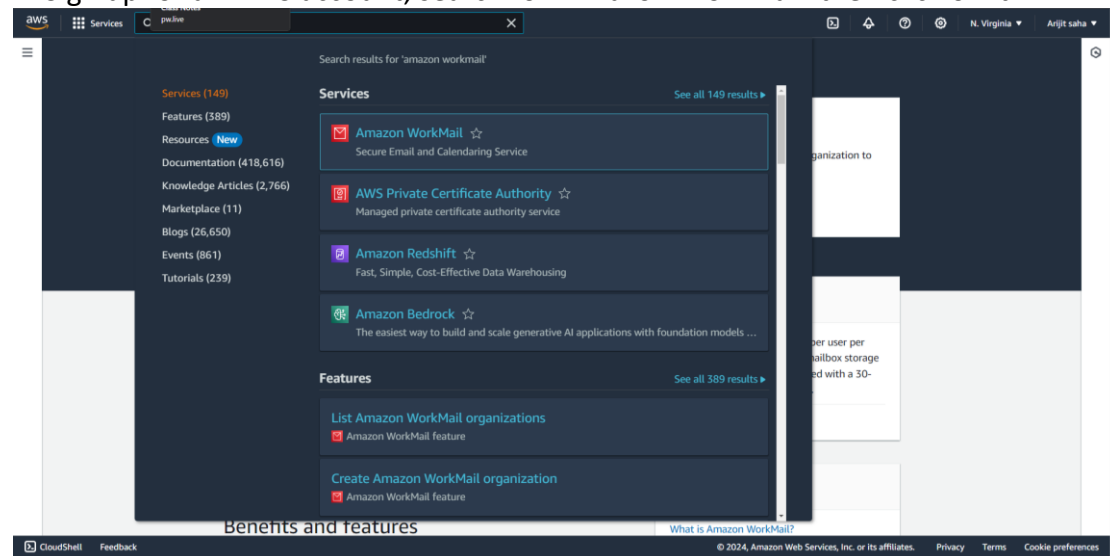 aws
Services
Class Notes
pw.live
N. Virginia
Arijit saha
Search results for 'amazon workmail'
Services (149)
Features (389)
Resources New
Documentation (418,616)
Knowledge Articles (2,766)
Marketplace (11)
Blogs (26,650)
Events (861)
Tutorials (239)
Services
See all 149 results
Amazon WorkMail
Secure Email and Calendaring Service
AWS Private Certificate Authority
Managed private certificate authority service
Amazon Redshift
Fast, Simple, Cost-Effective Data Warehousing
Amazon Bedrock
The easiest way to build and scale generative AI applications with foundation models ...
Features
See all 389 results
List Amazon WorkMail organizations
Amazon WorkMail feature
Create Amazon WorkMail organization
Amazon WorkMail feature
ganization to
per user per
mailbox storage
ed with a 30-
Benefits and features
What is Amazon WorkMail?
CloudShell Feedback
© 2024, Amazon Web Services, Inc. or its affiliates. Privacy Terms Cookie preferences